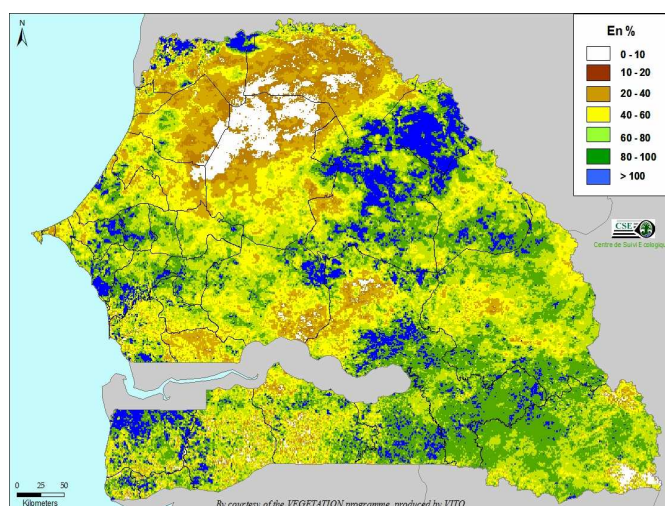 N
En %
0 - 10
10 - 20
20 - 40
40 - 60
60 - 80
80 - 100
> 100
CSE
Centre de Suivi Ecologique
0 25 50
Kilometers
By courtesy of the VEGETATION programme, produced by VITO